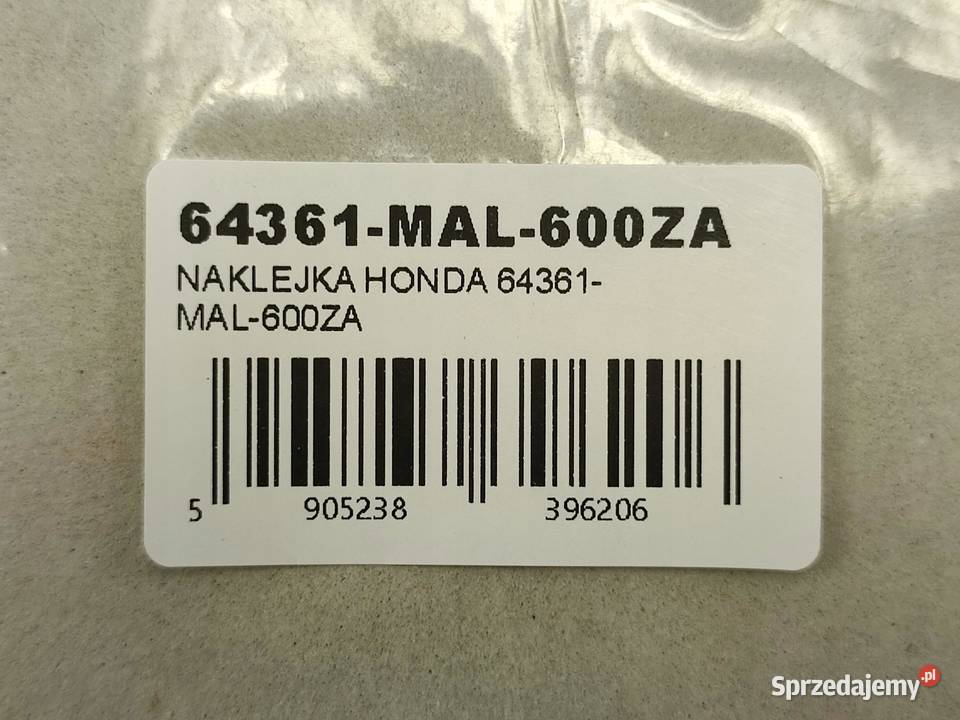 64361-MAL-600ZA
NAKLEJKA HONDA 64361-
MAL-600ZA
5 905238 396206
Sprzedajemy.pl